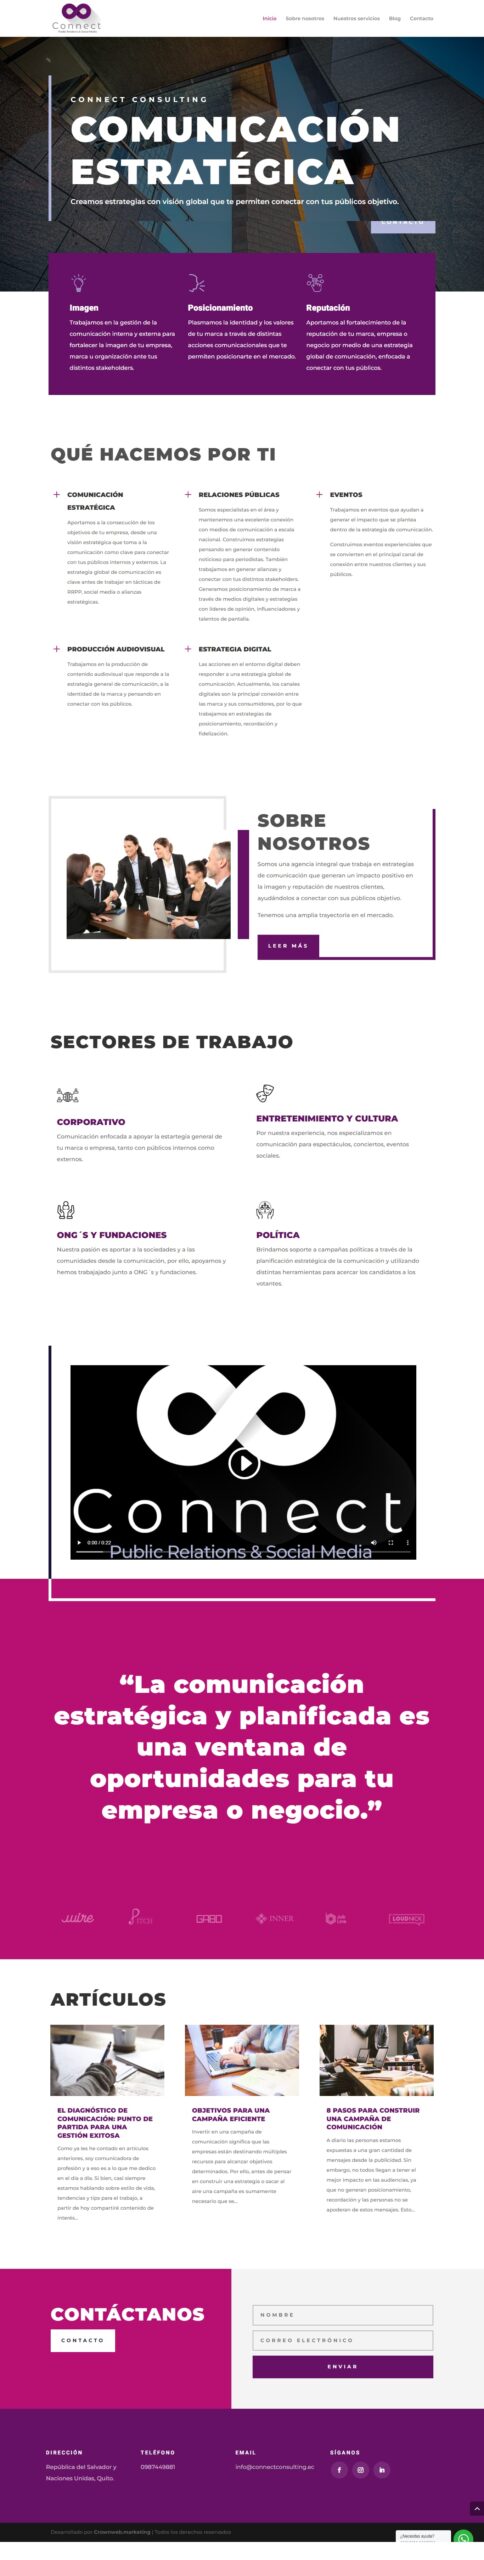 Connect
Inicio Sobre nosotros Nuestros servicios Blog Contacto
CONNECT CONSULTING
COMUNICACIÓN
ESTRATÉGICA
Creamos estrategias con visión global que te permiten conectar con tus públicos objetivo.
CONTACTO
Imagen
Trabajamos en la gestión de la
comunicación interna y externa para
fortalecer la imagen de tu empresa,
marca u organización ante tus
distintos stakeholders.
Posicionamiento
Plasmamos la identidad y los valores
de tu marca a través de distintas
acciones comunicacionales que te
permiten posicionarte en el mercado.
Reputación
Aportamos al fortalecimiento de la
reputación de tu marca, empresa o
negocio por medio de una estrategia
global de comunicación, enfocada a
conectar con tus públicos.
QUÉ HACEMOS POR TI
COMUNICACIÓN
ESTRATÉGICA
Aportamos a la consecución de los
objetivos de tu empresa, desde una
visión estratégica que toma a la
comunicación como clave para conectar
con tus públicos internos y externos. La
estrategia global de comunicación es
clave antes de trabajar en tácticas de
RRPP, social media o alianzas
estratégicas.
RELACIONES PÚBLICAS
Somos especialistas en el área y
mantenemos una excelente conexión
con medios de comunicación a escala
nacional. Construimos estrategias
pensando en generar contenido
noticioso para periodistas. También
trabajamos en generar alianzas y
conectar con tus distintos stakeholders.
Generamos posicionamiento de marca a
través de medios digitales y estrategias
con líderes de opinión, influenciadores y
talentos de pantalla.
EVENTOS
Trabajamos en eventos que ayudan a
generar el impacto que se plantea
dentro de la estrategia de comunicación.
Construimos eventos experienciales que
se convierten en el principal canal de
conexión entre nuestros clientes y sus
públicos.
PRODUCCIÓN AUDIOVISUAL
Trabajamos en la producción de
contenido audiovisual que responde a la
estrategia general de comunicación, a la
identidad de la marca y pensando en
conectar con los públicos.
ESTRATEGIA DIGITAL
Las acciones en el entorno digital deben
responder a una estrategia global de
comunicación. Actualmente, los canales
digitales son la principal conexión entre
las marca y sus consumidores, por lo que
trabajamos en estrategias de
posicionamiento, recordación y
fidelización.
SOBRE
NOSOTROS
Somos una agencia integral que trabaja en estrategias
de comunicación que generan un impacto positivo en
la imagen y reputación de nuestros clientes,
ayudándolos a conectar con sus públicos objetivo.
Tenemos una amplia trayectoria en el mercado.
LEER MÁS
SECTORES DE TRABAJO
CORPORATIVO
Comunicación enfocada a apoyar la estartegia general de
tu marca o empresa, tanto con públicos internos como
externos.
ENTRETENIMIENTO Y CULTURA
Por nuestra experiencia, nos especializamos en
comunicación para espectáculos, conciertos, eventos
sociales.
ONG´S Y FUNDACIONES
Nuestra pasión es aportar a la sociedades y a las
comunidades desde la comunicación, por ello, apoyamos y
hemos trabajajado junto a ONG´s y fundaciones.
POLÍTICA
Brindamos soporte a campañas políticas a través de la
planificación estratégica de la comunicación y utilizando
distintas herramientas para acercar los candidatos a los
votantes.
Connect
0:00 / 0:22
Public Relations & Social Media
“La comunicación
estratégica y planificada es
una ventana de
oportunidades para tu
empresa o negocio.”
wire PITCH GABO INNER LOUDNICK
ARTÍCULOS
EL DIAGNÓSTICO DE
COMUNICACIÓN: PUNTO DE
PARTIDA PARA UNA
GESTIÓN EXITOSA
Como ya les he contado en artículos
anteriores, soy comunicadora de
profesión y a eso es a lo que me dedico
en el día a día. Si bien, casi siempre
estamos hablando sobre estilo de vida,
tendencias y tips para el trabajo, a
partir de hoy compartiré contenido de
interés...
OBJETIVOS PARA UNA
CAMPAÑA EFICIENTE
Invertir en una campaña de
comunicación significa que las
empresas están destinando múltiples
recursos para alcanzar objetivos
determinados. Por ello, antes de pensar
en construir una estrategia o sacar al
aire una campaña es sumamente
necesario que se...
8 PASOS PARA CONSTRUIR
UNA CAMPAÑA DE
COMUNICACIÓN
A diario las personas estamos
expuestas a una gran cantidad de
mensajes desde la publicidad. Sin
embargo, no todos llegan a tener el
mejor impacto en las audiencias, ya
que no generan posicionamiento,
recordación y las personas no se
apoderan de estos mensajes. Esto...
CONTÁCTANOS
CONTACTO
NOMBRE
CORREO ELECTRÓNICO
ENVIAR
DIRECCIÓN
República del Salvador y
Naciones Unidas, Quito.
TELÉFONO
0987449881
EMAIL
info@connectconsulting.ec
SÍGANOS
Desarrollado por Crownweb.marketing | Todos los derechos reservados
¿Necesitas ayuda?